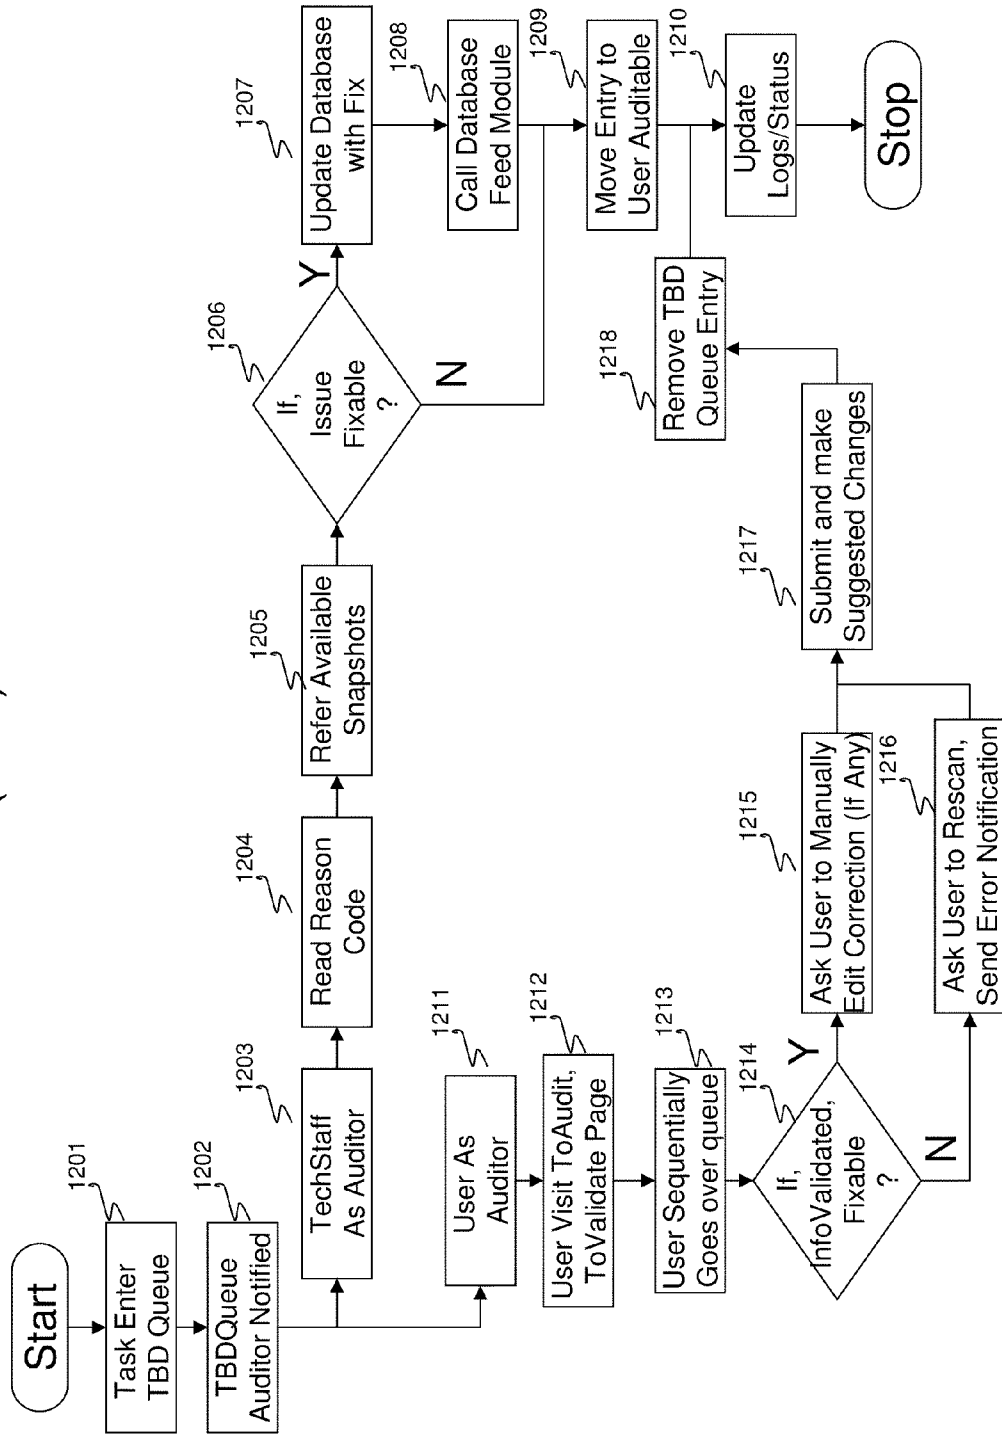 Start
1201
Task Enter
TBD Queue
1202
TBDQueue
Auditor Notified
1203
TechStaff
As Auditor
1204
Read Reason
Code
1205
Refer Available
Snapshots
1206
If,
Issue
Fixable
?
Y
N
1207
Update Database
with Fix
1208
Call Database
Feed Module
1209
Move Entry to
User Auditable
1210
Update
Logs/Status
Stop
1211
User As
Auditor
1212
User Visit ToAudit,
ToValidate Page
1213
User Sequentially
Goes over queue
1214
If,
InfoValidated,
Fixable
?
Y
N
1215
Ask User to Manually
Edit Correction (If Any)
1216
Ask User to Rescan,
Send Error Notification
1217
Submit and make
Suggested Changes
1218
Remove TBD
Queue Entry